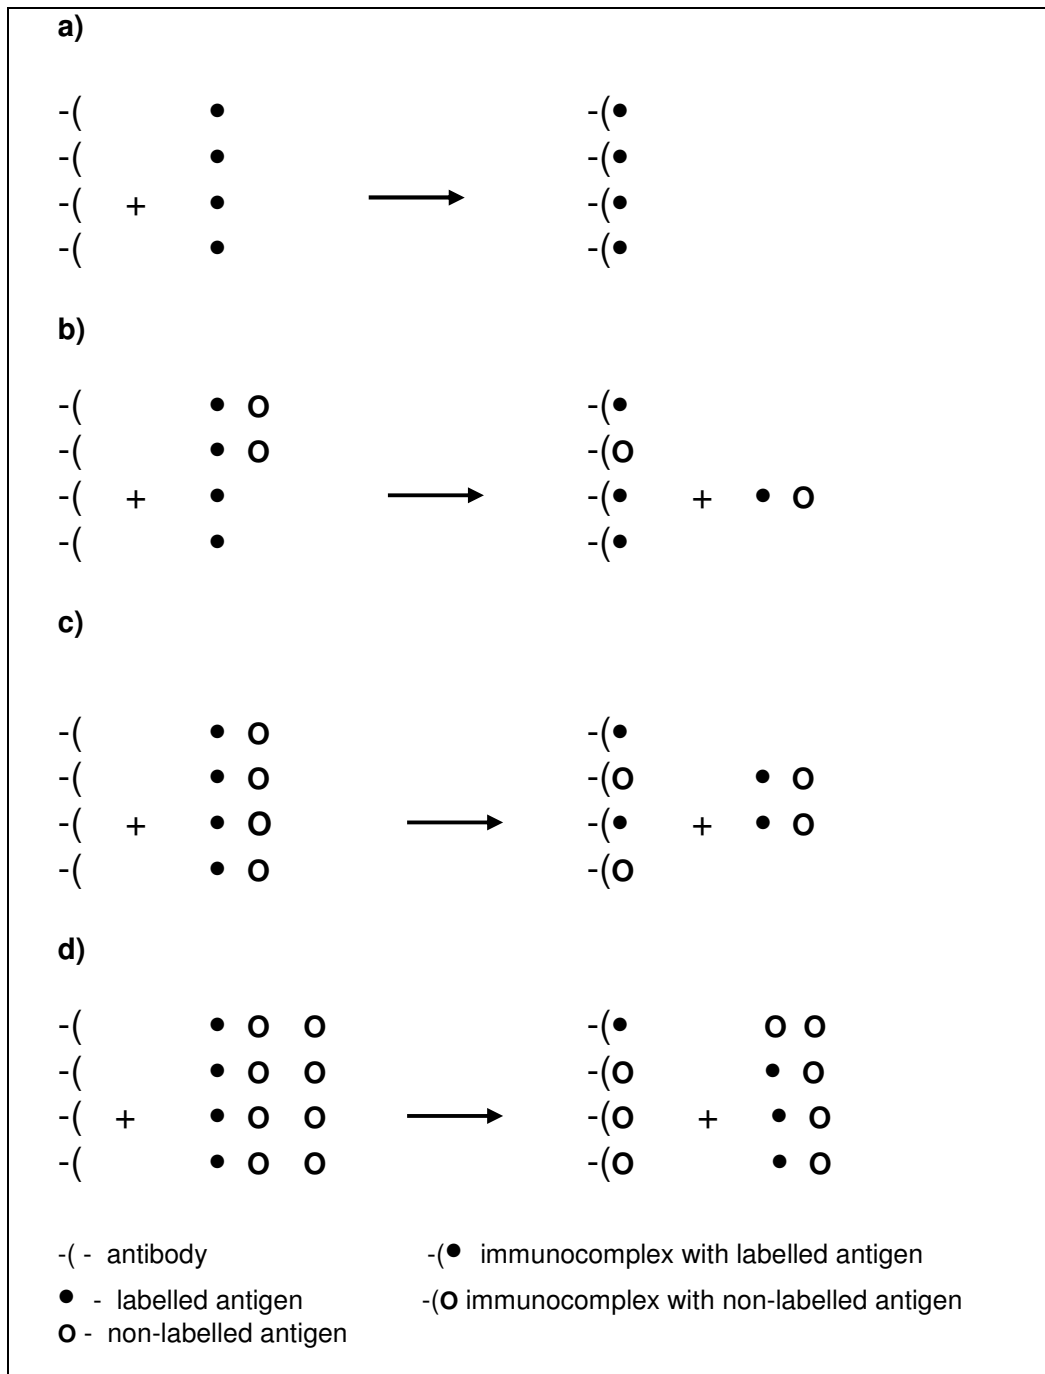 a)
-( • -(•
-( • -(•
-( + • -(•
-( • -(•
b)
-( • o -(•
-( • o -(o
-( + • -(• + • o
-( • -(•
c)
-( • o -(•
-( • o -(o • o
-( + • o -(• + • o
-( • o -(o
d)
-( • o o -(• o o
-( • o o -(o • o
-( + • o o -(o + • o
-( • o o -(o • o
-( - antibody -(• immunocomplex with labelled antigen
• - labelled antigen -(o immunocomplex with non-labelled antigen
o - non-labelled antigen